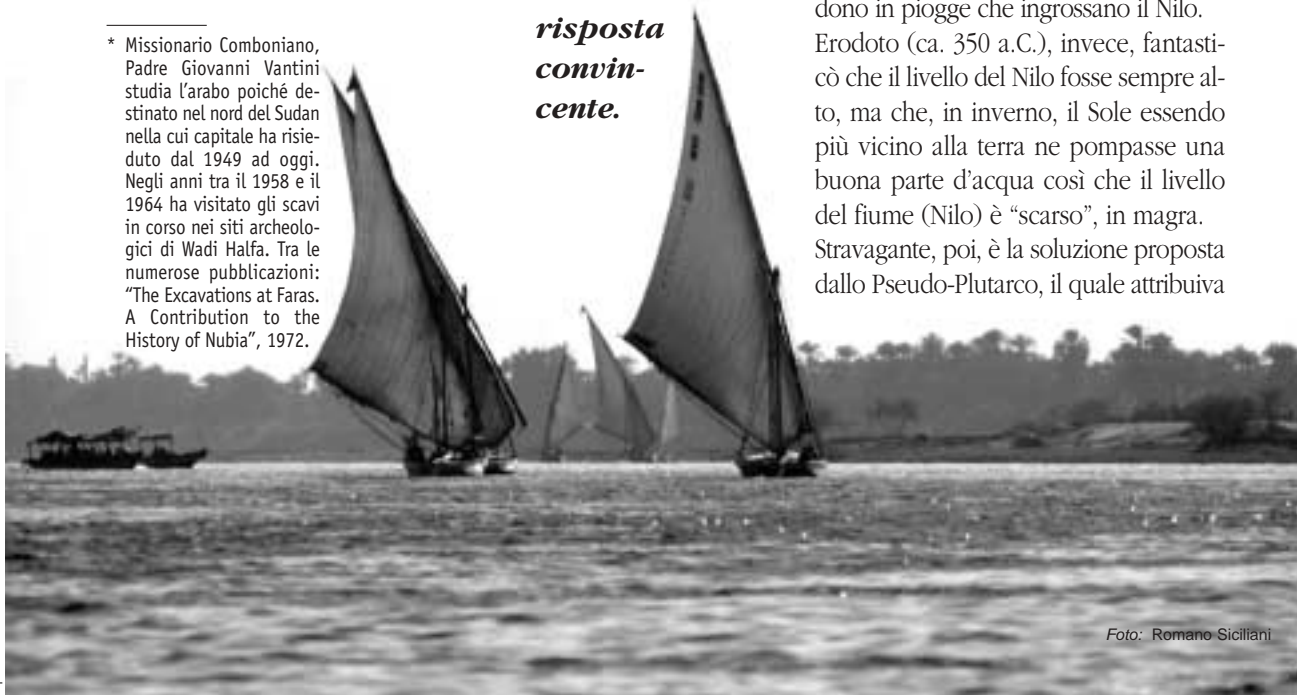 * Missionario Comboniano,
Padre Giovanni Vantini
studia l'arabo poiché de-
stinato nel nord del Sudan
nella cui capitale ha risie-
duto dal 1949 ad oggi.
Negli anni tra il 1958 e il
1964 ha visitato gli scavi
in corso nei siti archeolo-
gici di Wadi Halfa. Tra le
numerose pubblicazioni:
"The Excavations at Faras.
A Contribution to the
History of Nubia", 1972.
risposta
convin-
cente.
dono in piogge che ingrossano il Nilo.
Erodoto (ca. 350 a.C.), invece, fantasti-
cò che il livello del Nilo fosse sempre al-
to, ma che, in inverno, il Sole essendo
più vicino alla terra ne pompasse una
buona parte d'acqua così che il livello
del fiume (Nilo) è "scarso", in magra.
Stravagante, poi, è la soluzione proposta
dallo Pseudo-Plutarco, il quale attribuiva
Foto: Romano Siciliani